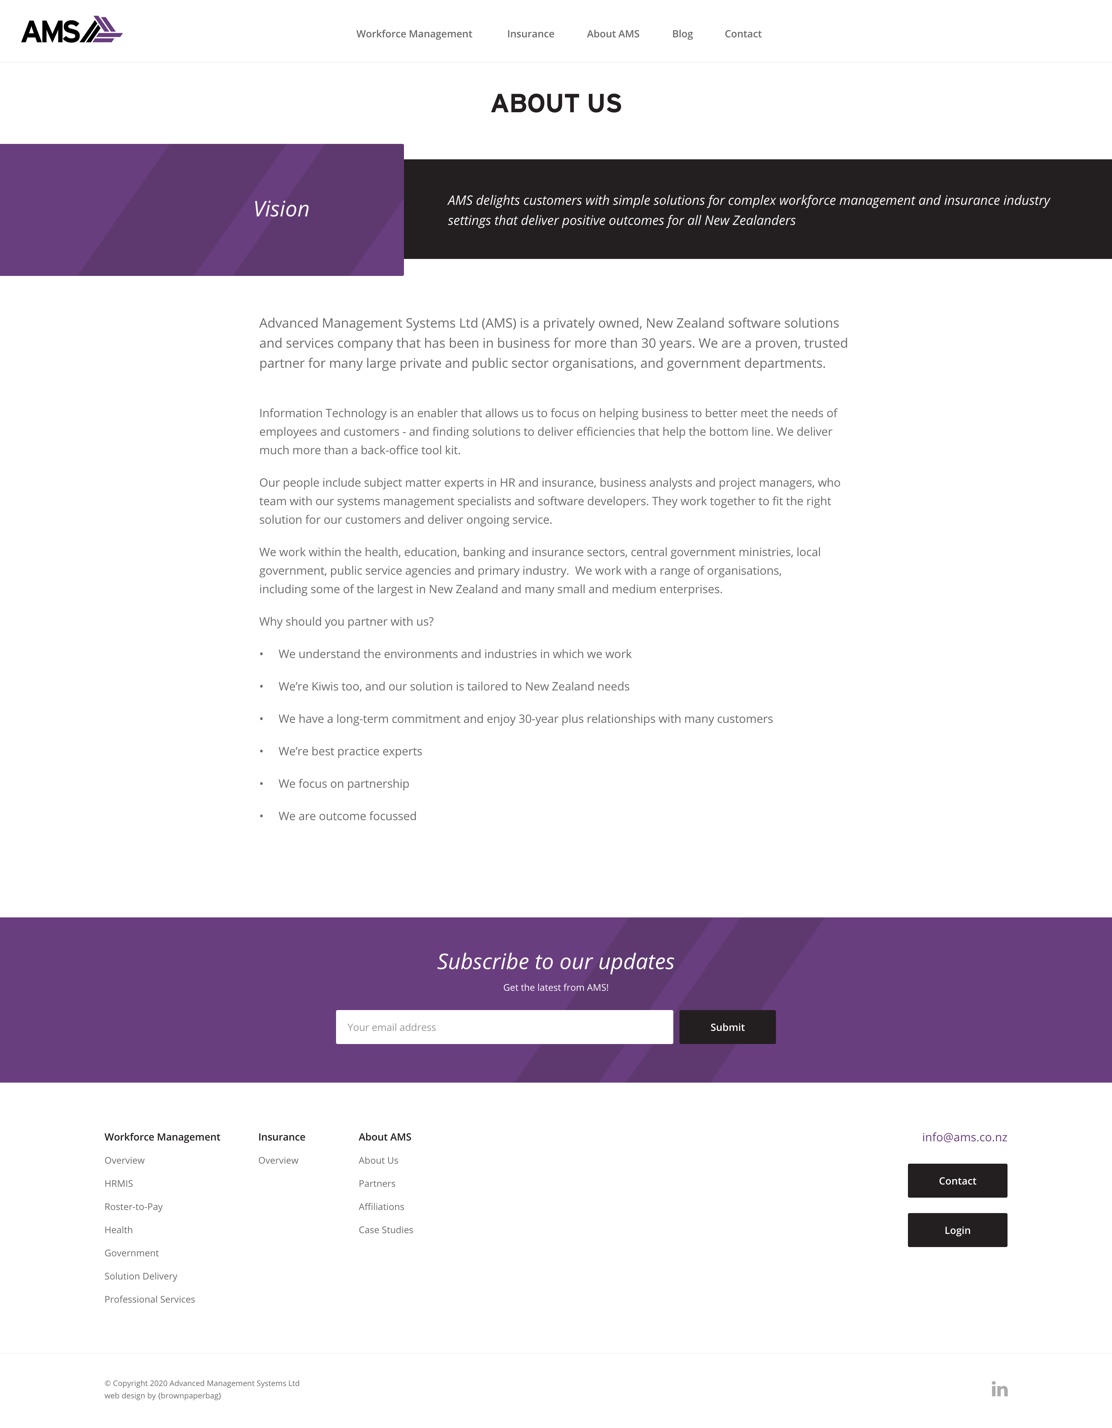 AMS
Workforce Management
Insurance
About AMS
Blog
Contact
ABOUT US
Vision
AMS delights customers with simple solutions for complex workforce management and insurance industry
settings that deliver positive outcomes for all New Zealanders
Advanced Management Systems Ltd (AMS) is a privately owned, New Zealand software solutions
and services company that has been in business for more than 30 years. We are a proven, trusted
partner for many large private and public sector organisations, and government departments.
Information Technology is an enabler that allows us to focus on helping business to better meet the needs of
employees and customers - and finding solutions to deliver efficiencies that help the bottom line. We deliver
much more than a back-office tool kit.
Our people include subject matter experts in HR and insurance, business analysts and project managers, who
team with our systems management specialists and software developers. They work together to fit the right
solution for our customers and deliver ongoing service.
We work within the health, education, banking and insurance sectors, central government ministries, local
government, public service agencies and primary industry.  We work with a range of organisations,
including some of the largest in New Zealand and many small and medium enterprises.
Why should you partner with us?
• We understand the environments and industries in which we work
• We’re Kiwis too, and our solution is tailored to New Zealand needs
• We have a long-term commitment and enjoy 30-year plus relationships with many customers
• We’re best practice experts
• We focus on partnership
• We are outcome focussed
Subscribe to our updates
Get the latest from AMS!
Your email address
Submit
Workforce Management
Overview
HRMIS
Roster-to-Pay
Health
Government
Solution Delivery
Professional Services
Insurance
Overview
About AMS
About Us
Partners
Affiliations
Case Studies
info@ams.co.nz
Contact
Login
© Copyright 2020 Advanced Management Systems Ltd
web design by {brownpaperbag}
in